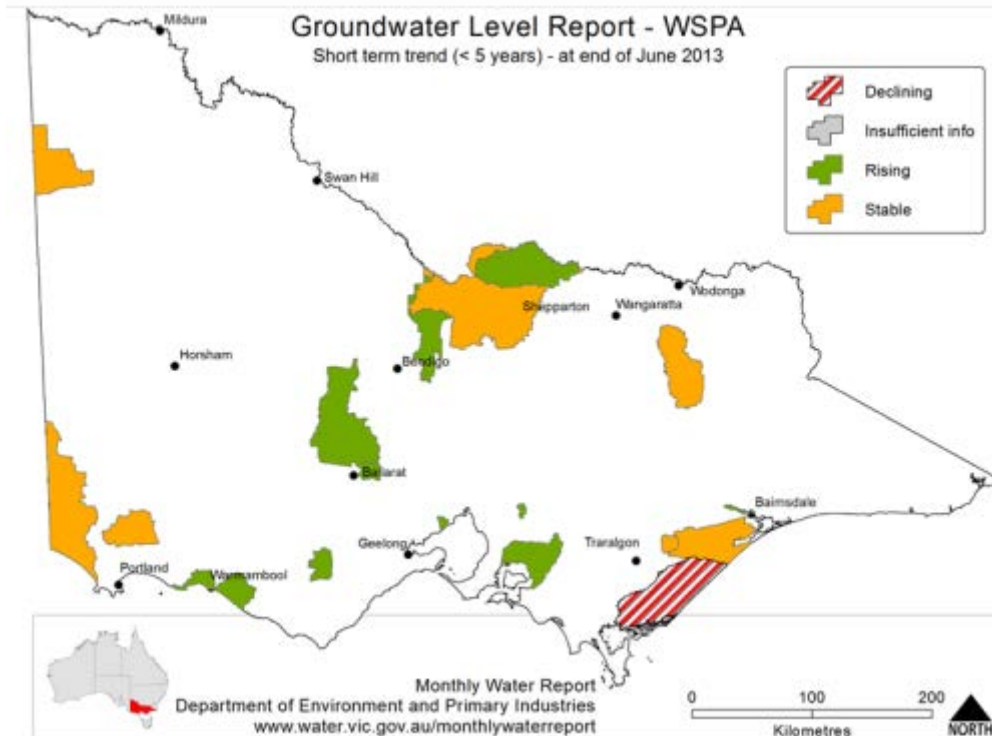 Groundwater Level Report - WSPA
Short term trend (< 5 years) - at end of June 2013
Mildura
Declining
Insufficient info
Rising
Stable
Swan Hill
Wodonga
Shepparton
Wangaratta
Horsham
Bendigo
Ballarat
Bairnsdale
Geelong
Traralgon
Portland
Warrnambool
Monthly Water Report
Department of Environment and Primary Industries
www.water.vic.gov.au/monthlywaterreport
0 100 200
Kilometres
NORTH